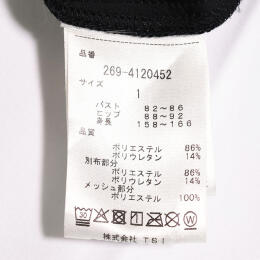 品番
269-4120452
サイズ
1
バスト 82〜86
ヒップ 88〜92
身長 158〜166
品質
ポリエステル 86%
ポリウレタン 14%
別布部分
ポリエステル 86%
ポリウレタン 14%
メッシュ部分
ポリエステル 100%
30
W
株式会社 TSI